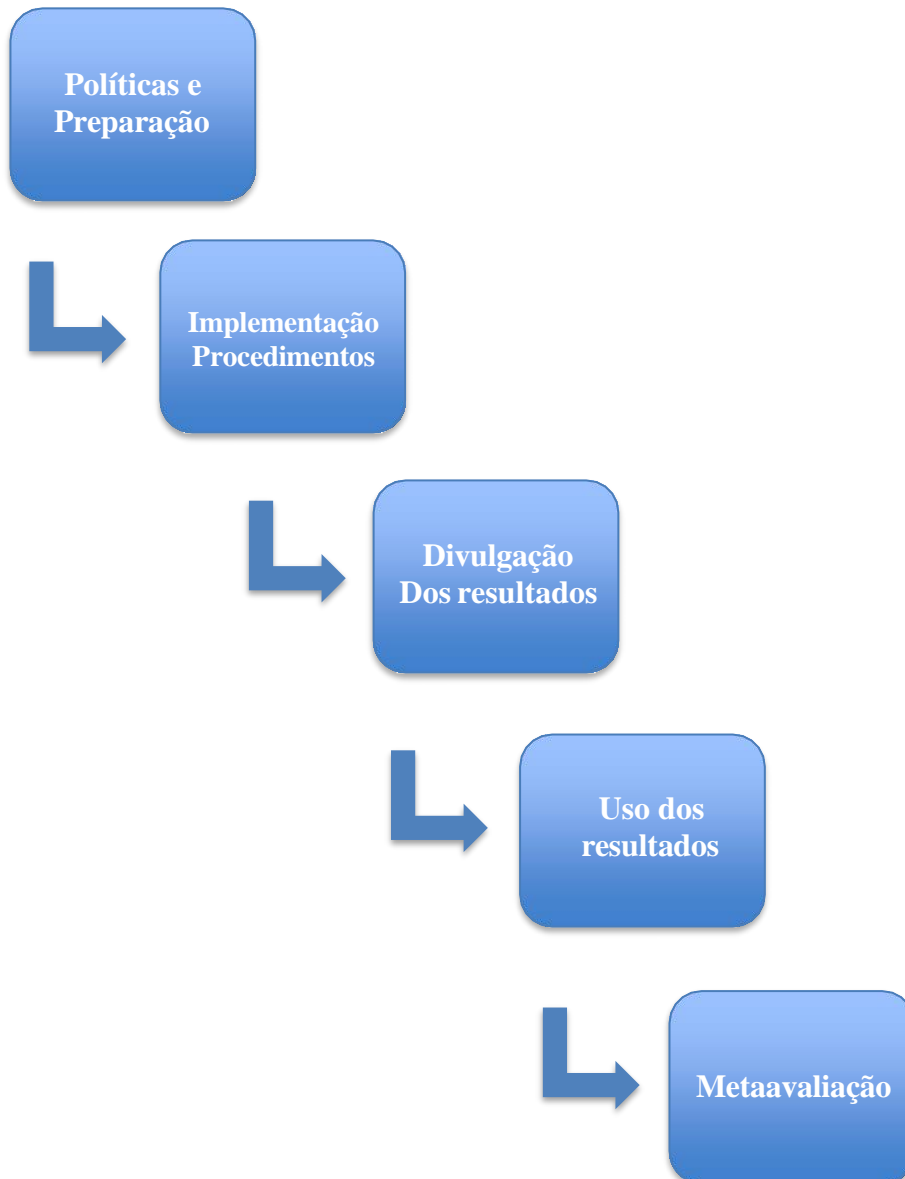 Políticas e
Preparação
Implementação
Procedimentos
Divulgação
Dos resultados
Uso dos
resultados
Metaavaliação